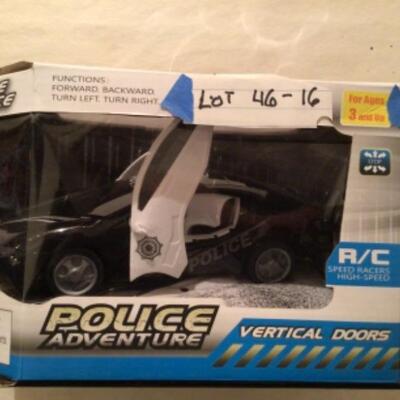 FUNCTIONS:
FORWARD. BACKWARD.
TURN LEFT. TURN RIGHT.
LOT 46-16
For Ages
3 and Up
STOP
POLICE
R/C
SPEED RACERS
HIGH-SPEED
POLICE
ADVENTURE
VERTICAL DOORS